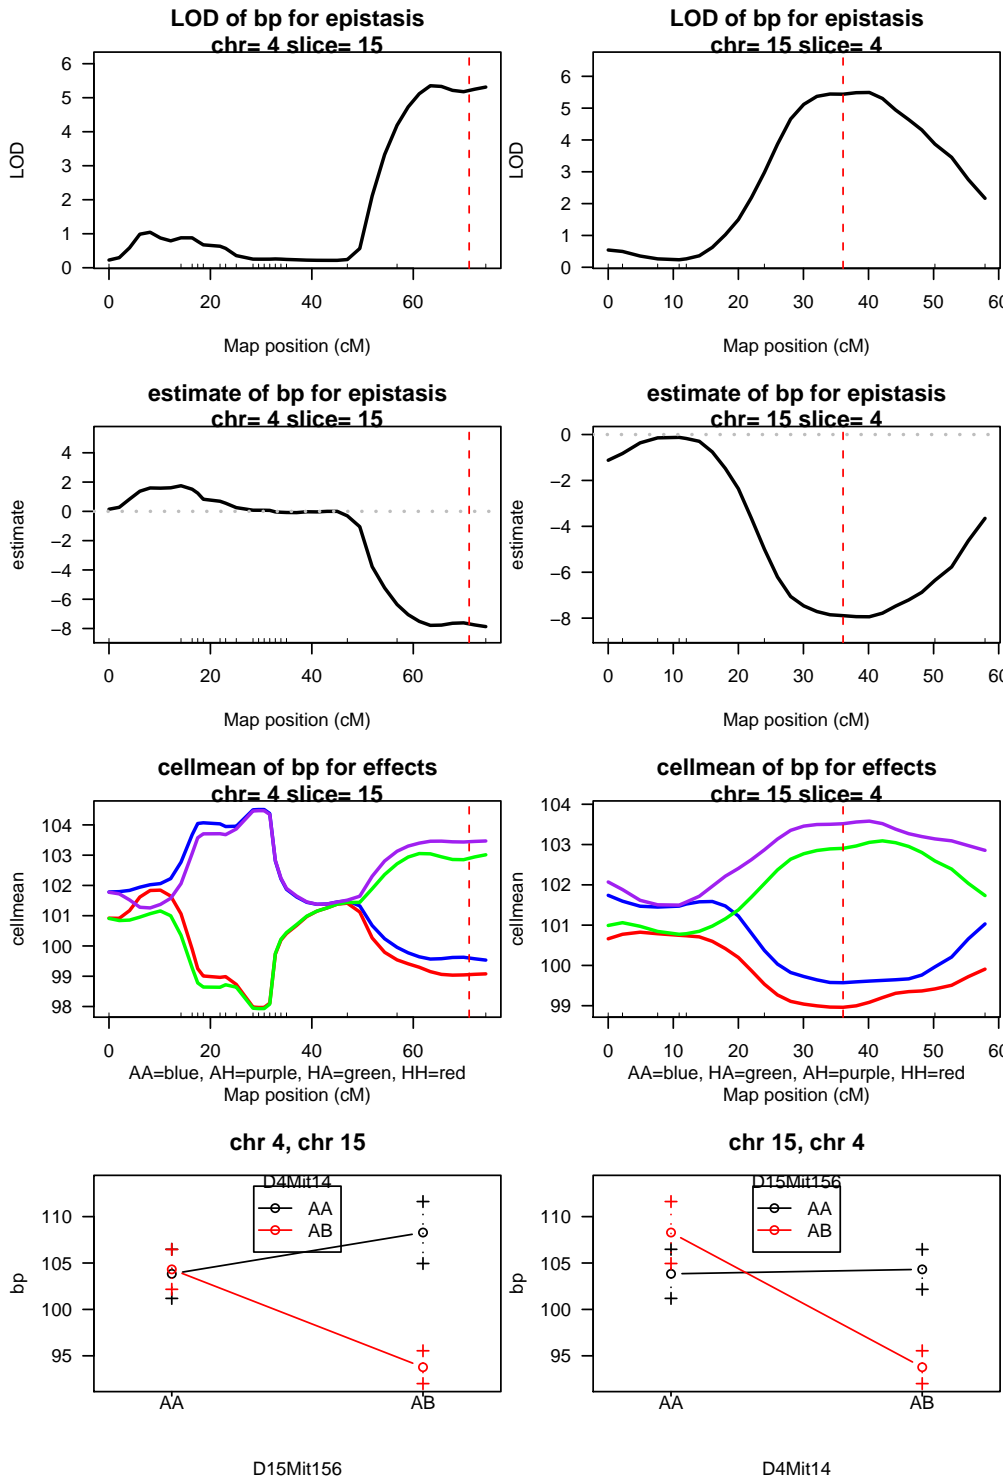 LOD of bp for epistasis
chr= 4 slice= 15
6
5
4
3
2
1
0
LOD
0 20 40 60
Map position (cM)
LOD of bp for epistasis
chr= 15 slice= 4
6
5
4
3
2
1
0
LOD
0 10 20 30 40 50 60
Map position (cM)
estimate of bp for epistasis
chr= 4 slice= 15
4
2
0
−2
−4
−6
−8
estimate
0 20 40 60
Map position (cM)
estimate of bp for epistasis
chr= 15 slice= 4
0
−2
−4
−6
−8
estimate
0 10 20 30 40 50 60
Map position (cM)
cellmean of bp for effects
chr= 4 slice= 15
104
103
102
101
100
99
98
cellmean
0 20 40 60
AA=blue, AH=purple, HA=green, HH=red
Map position (cM)
cellmean of bp for effects
chr= 15 slice= 4
104
103
102
101
100
99
cellmean
0 10 20 30 40 50 60
AA=blue, HA=green, AH=purple, HH=red
Map position (cM)
chr 4, chr 15
110
105
100
95
bp
D4Mit14
AA
AB
AA AB
D15Mit156
chr 15, chr 4
110
105
100
95
bp
D15Mit156
AA
AB
AA AB
D4Mit14